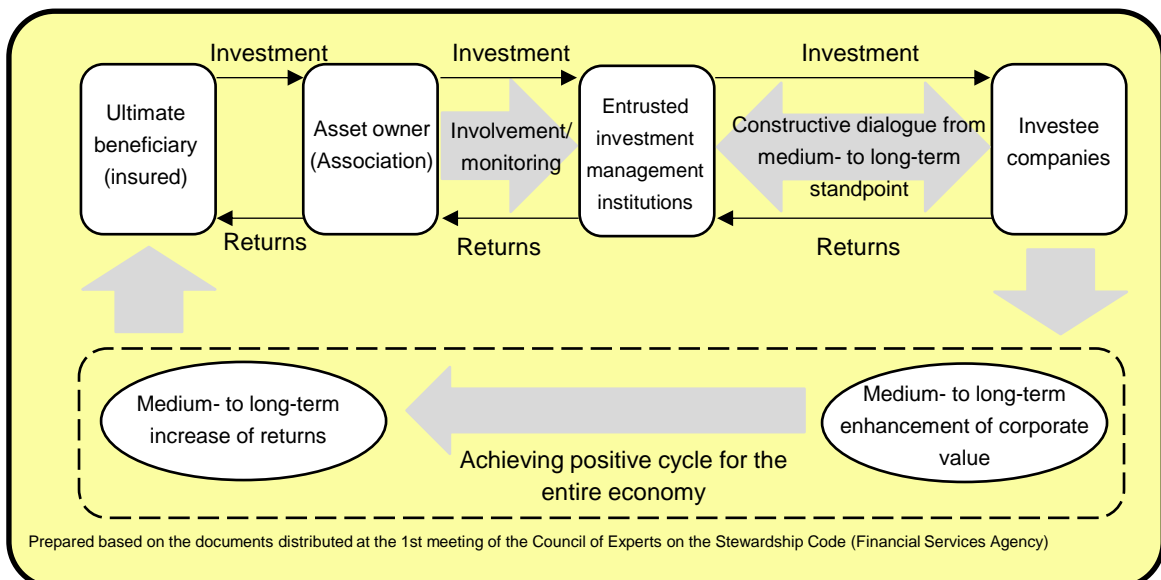 Investment
Investment
Investment
Ultimate
beneficiary
(insured)
Asset owner
(Association)
Involvement/
monitoring
Entrusted
investment
management
institutions
Constructive dialogue from
medium- to long-term
standpoint
Investee
companies
Returns
Returns
Returns
Medium- to long-term
increase of returns
Medium- to long-term
enhancement of corporate
value
Achieving positive cycle for the
entire economy
Prepared based on the documents distributed at the 1st meeting of the Council of Experts on the Stewardship Code (Financial Services Agency)